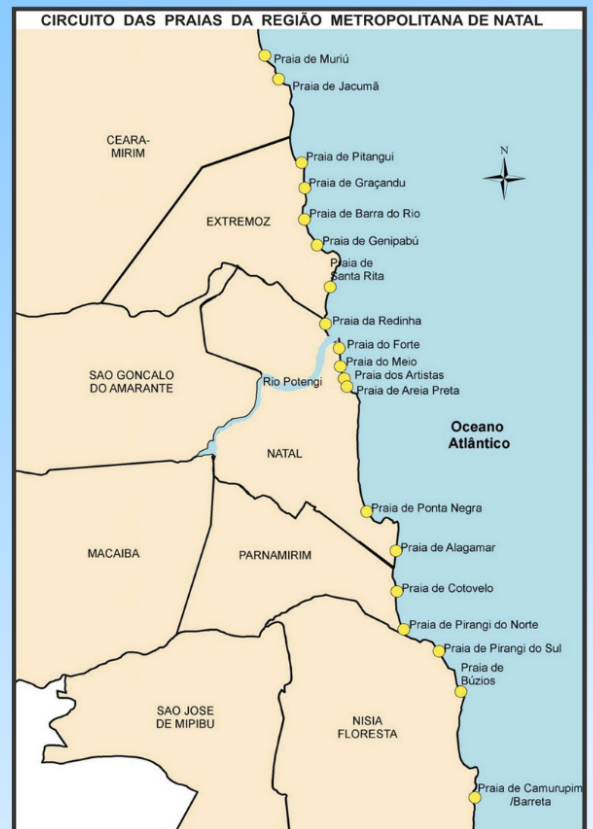 CIRCUITO DAS PRAIAS DA REGIÃO METROPOLITANA DE NATAL
Praia de Muriú
Praia de Jacumã
CEARA-
MIRIM
N
Praia de Pitangui
Praia de Graçandu
EXTREMOZ
Praia de Barra do Rio
Praia de Genipabú
Praia de
Santa Rita
Praia da Redinha
Praia do Forte
Praia do Meio
SAO GONCALO
DO AMARANTE
Rio Potengi
Praia dos Artistas
Praia de Areia Preta
Oceano
Atlântico
NATAL
Praia de Ponta Negra
MACAIBA
PARNAMIRIM
Praia de Alagamar
Praia de Cotovelo
Praia de Pirangi do Norte
Praia de Pirangi do Sul
Praia de
Búzios
SAO JOSE
DE MIPIBU
NISIA
FLORESTA
Praia de Camurupim
/Barreta